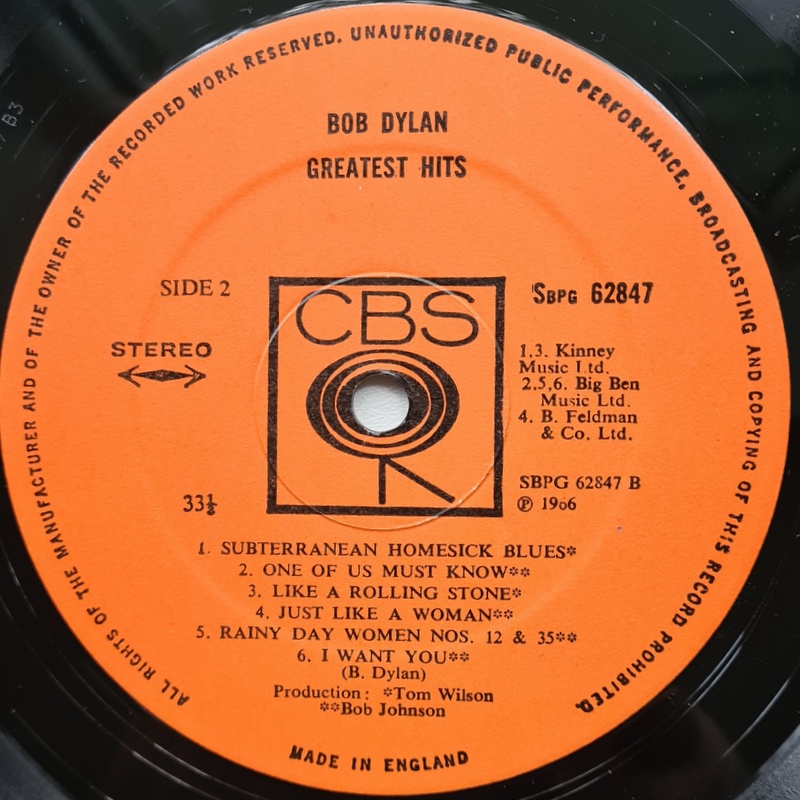 ALL RIGHTS OF THE MANUFACTURER AND OF THE OWNER OF THE RECORDED WORK RESERVED. UNAUTHORIZED PUBLIC PERFORMANCE, BROADCASTING AND COPYING OF THIS RECORD PROHIBITED.
BOB DYLAN
GREATEST HITS
SIDE 2
CBS
SBPG 62847
STEREO
1,3. Kinney
Music Ltd.
2,5,6. Big Ben
Music Ltd.
4. B. Feldman
& Co. Ltd.
33⅓
SBPG 62847 B
℗ 1966
1. SUBTERRANEAN HOMESICK BLUES*
2. ONE OF US MUST KNOW**
3. LIKE A ROLLING STONE*
4. JUST LIKE A WOMAN**
5. RAINY DAY WOMEN NOS. 12 & 35**
6. I WANT YOU**
(B. Dylan)
Production: *Tom Wilson
**Bob Johnson
MADE IN ENGLAND